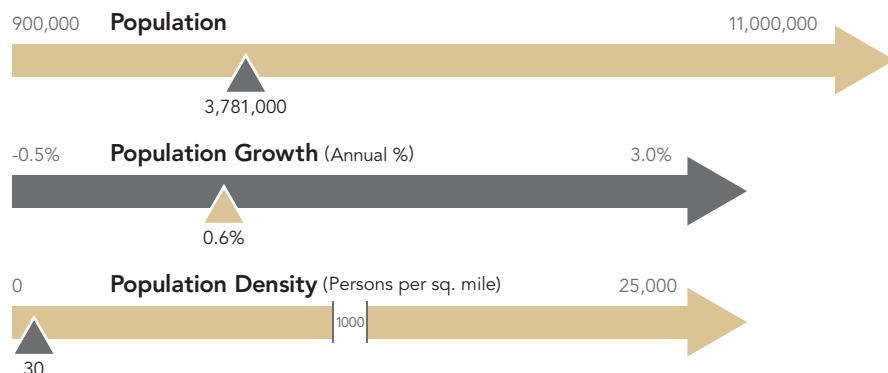 900,000 Population 11,000,000
3,781,000
-0.5% Population Growth (Annual %) 3.0%
0.6%
0 Population Density (Persons per sq. mile) 25,000
1000
30